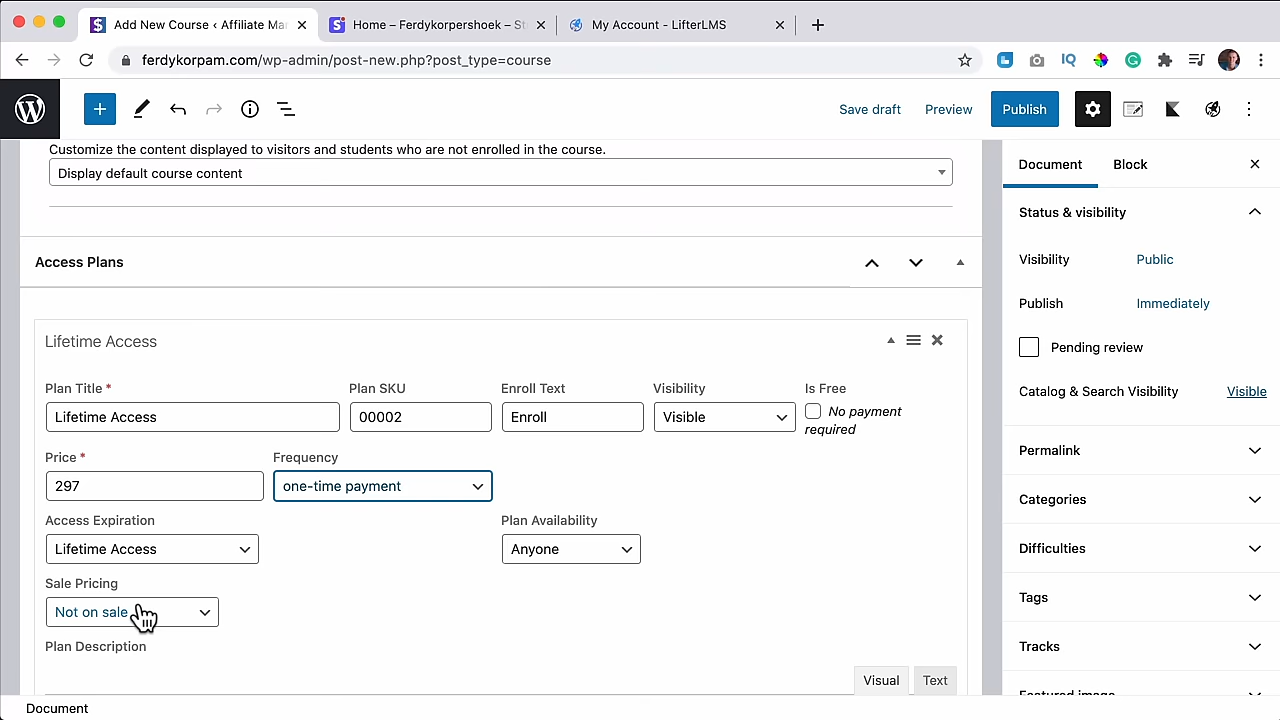 Add New Course ‹ Affiliate Ma
Home – Ferdykorpershoek – St
My Account - LifterLMS
ferdykorpam.com/wp-admin/post-new.php?post_type=course
Save draft
Preview
Publish
Customize the content displayed to visitors and students who are not enrolled in the course.
Display default course content
Access Plans
Lifetime Access
Plan Title *
Plan SKU
Enroll Text
Visibility
Is Free
Lifetime Access
00002
Enroll
Visible
No payment
required
Price *
Frequency
297
one-time payment
Access Expiration
Plan Availability
Lifetime Access
Anyone
Sale Pricing
Not on sale
Plan Description
Visual
Text
Document
Block
Status & visibility
Visibility
Public
Publish
Immediately
Pending review
Catalog & Search Visibility
Visible
Permalink
Categories
Difficulties
Tags
Tracks
Featured image
Document